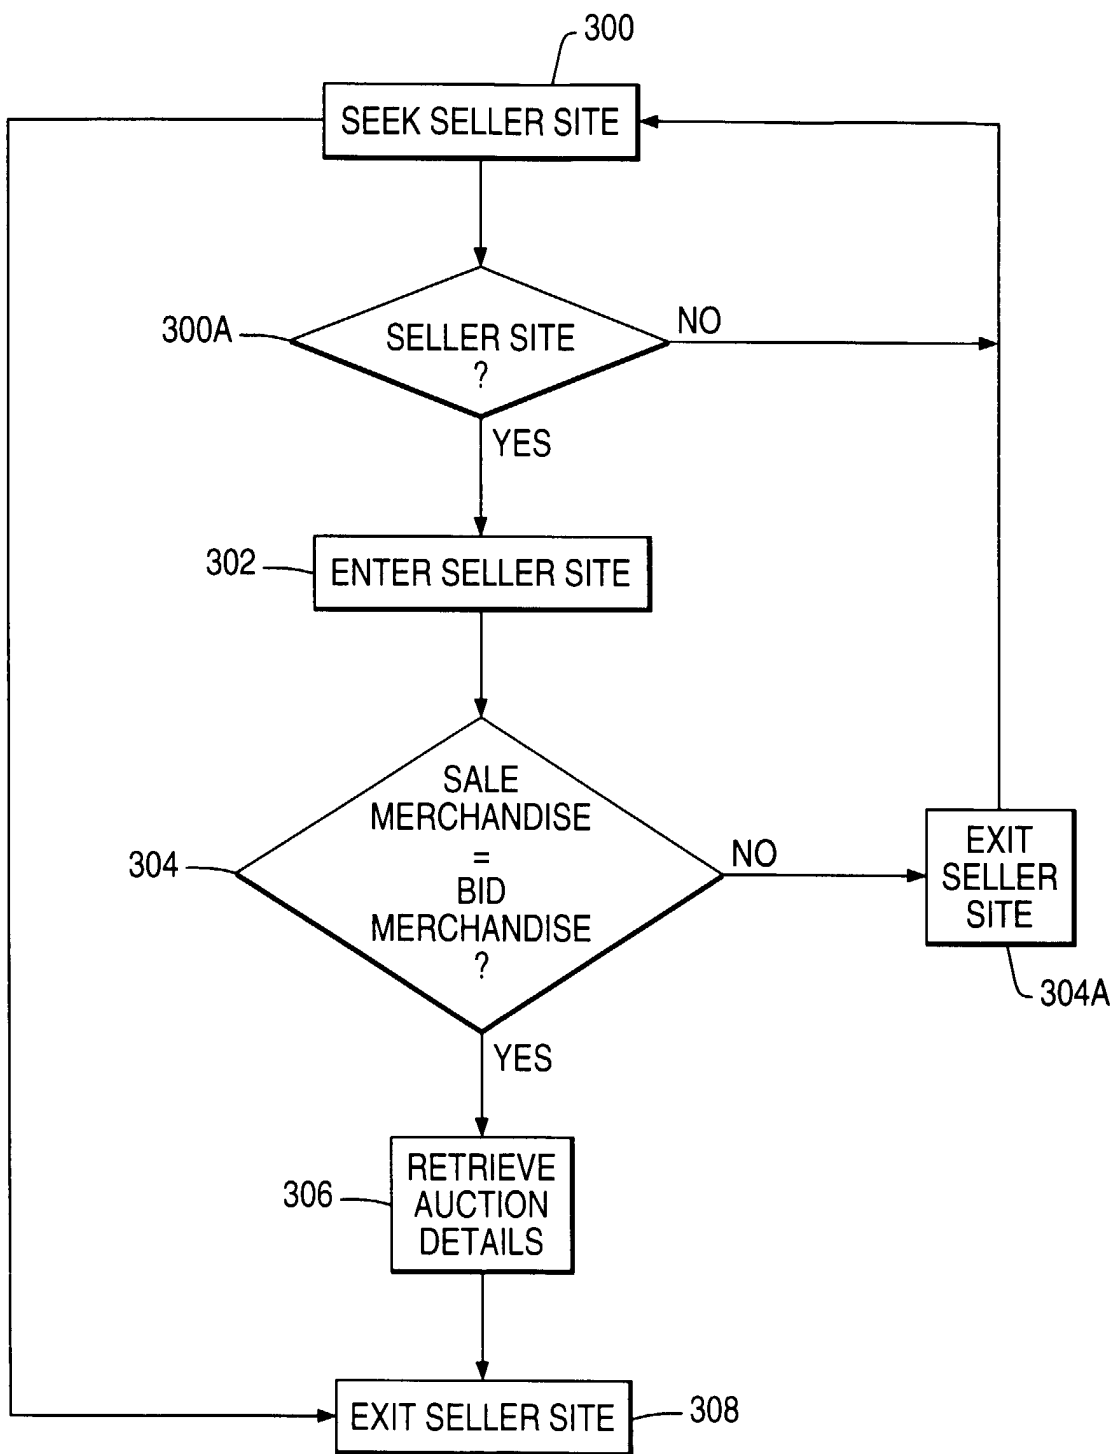 300
SEEK SELLER SITE
300A
SELLER SITE
?
NO
YES
302
ENTER SELLER SITE
304
SALE
MERCHANDISE
=
BID
MERCHANDISE
?
NO
EXIT
SELLER
SITE
304A
YES
306
RETRIEVE
AUCTION
DETAILS
EXIT SELLER SITE
308